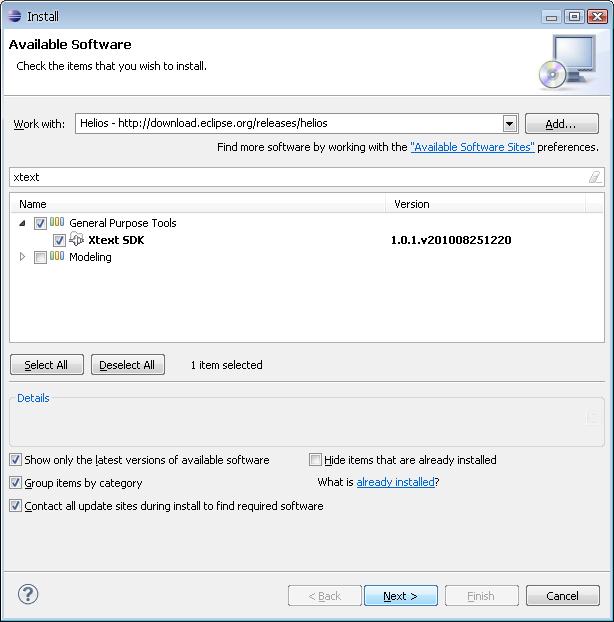 Install
Available Software
Check the items that you wish to install.
Work with: Helios - http://download.eclipse.org/releases/helios Add...
Find more software by working with the "Available Software Sites" preferences.
xtext
Name Version
General Purpose Tools
Xtext SDK 1.0.1.v201008251220
Modeling
Select All Deselect All 1 item selected
Details
Show only the latest versions of available software Hide items that are already installed
Group items by category What is already installed?
Contact all update sites during install to find required software
? < Back Next > Finish Cancel